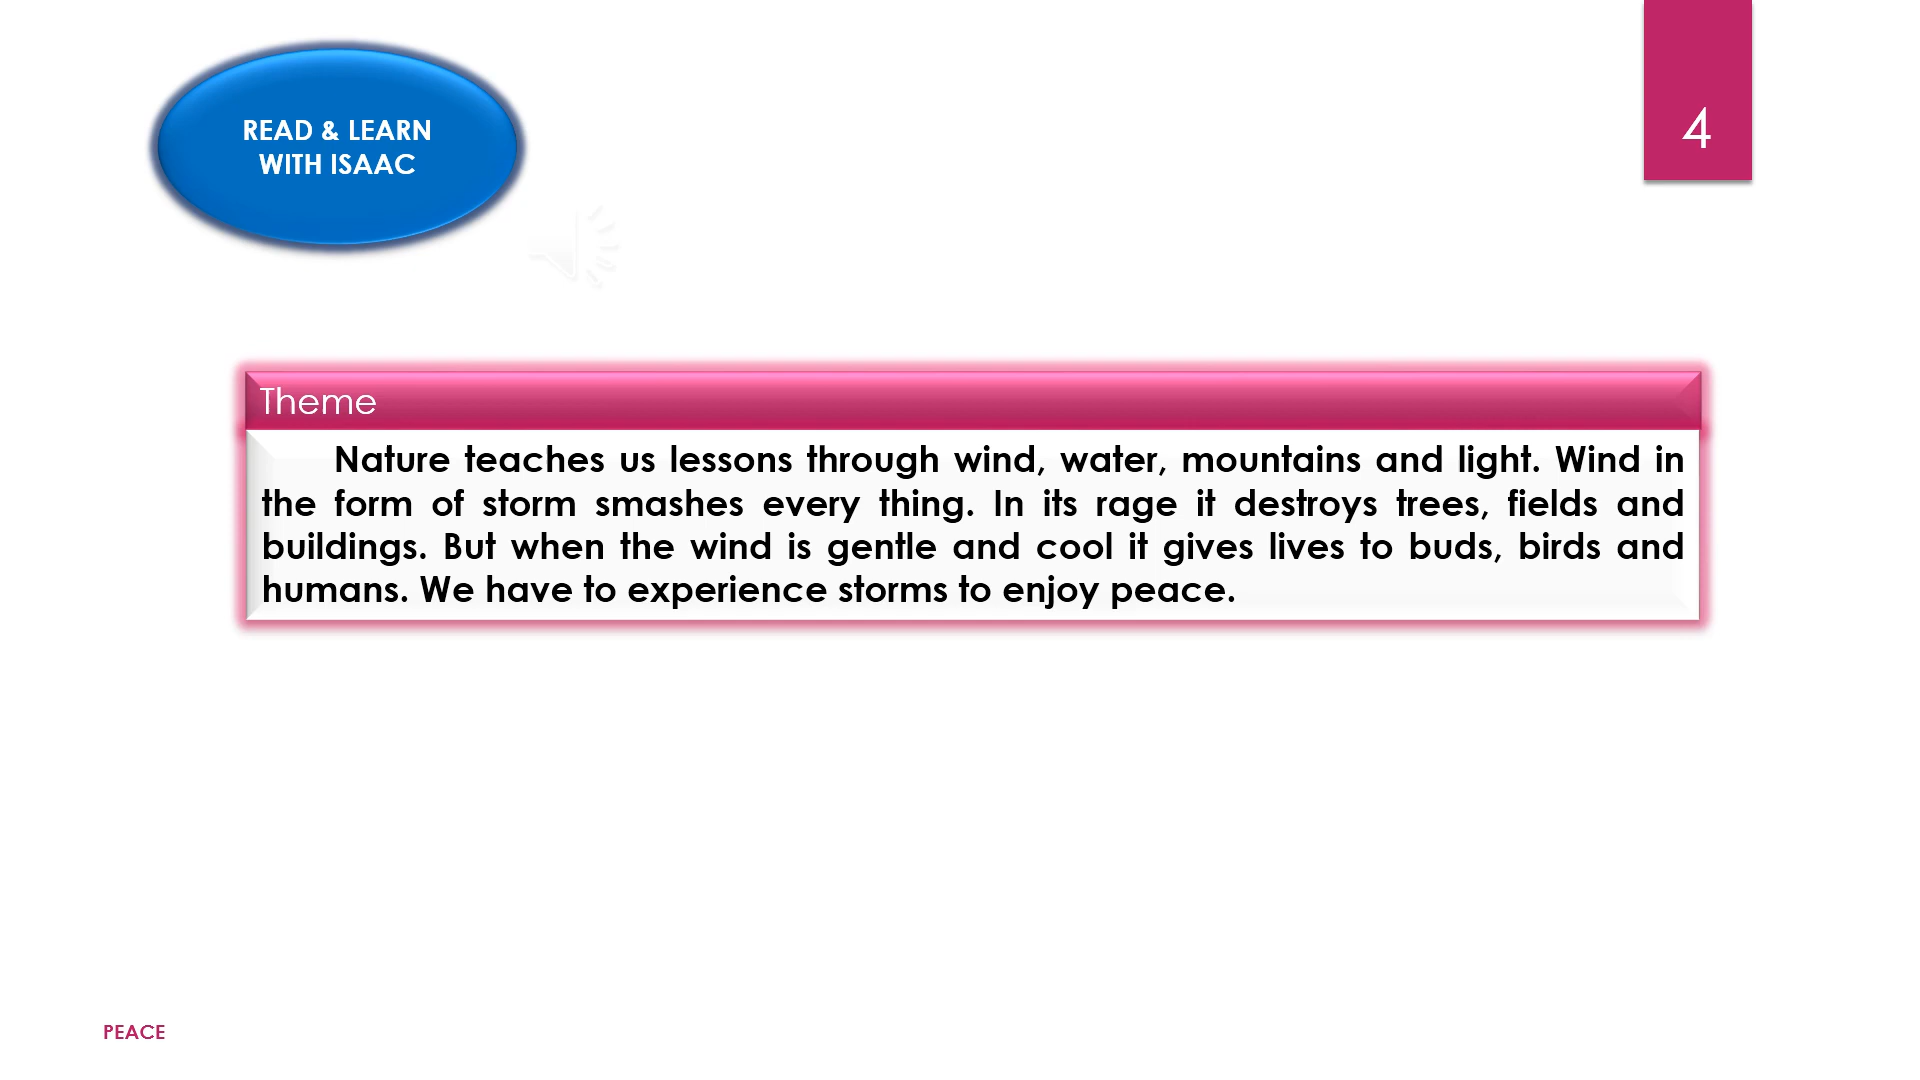 READ & LEARN
WITH ISAAC
4
Theme
Nature teaches us lessons through wind, water, mountains and light. Wind in
the form of storm smashes every thing. In its rage it destroys trees, fields and
buildings. But when the wind is gentle and cool it gives lives to buds, birds and
humans. We have to experience storms to enjoy peace.
PEACE